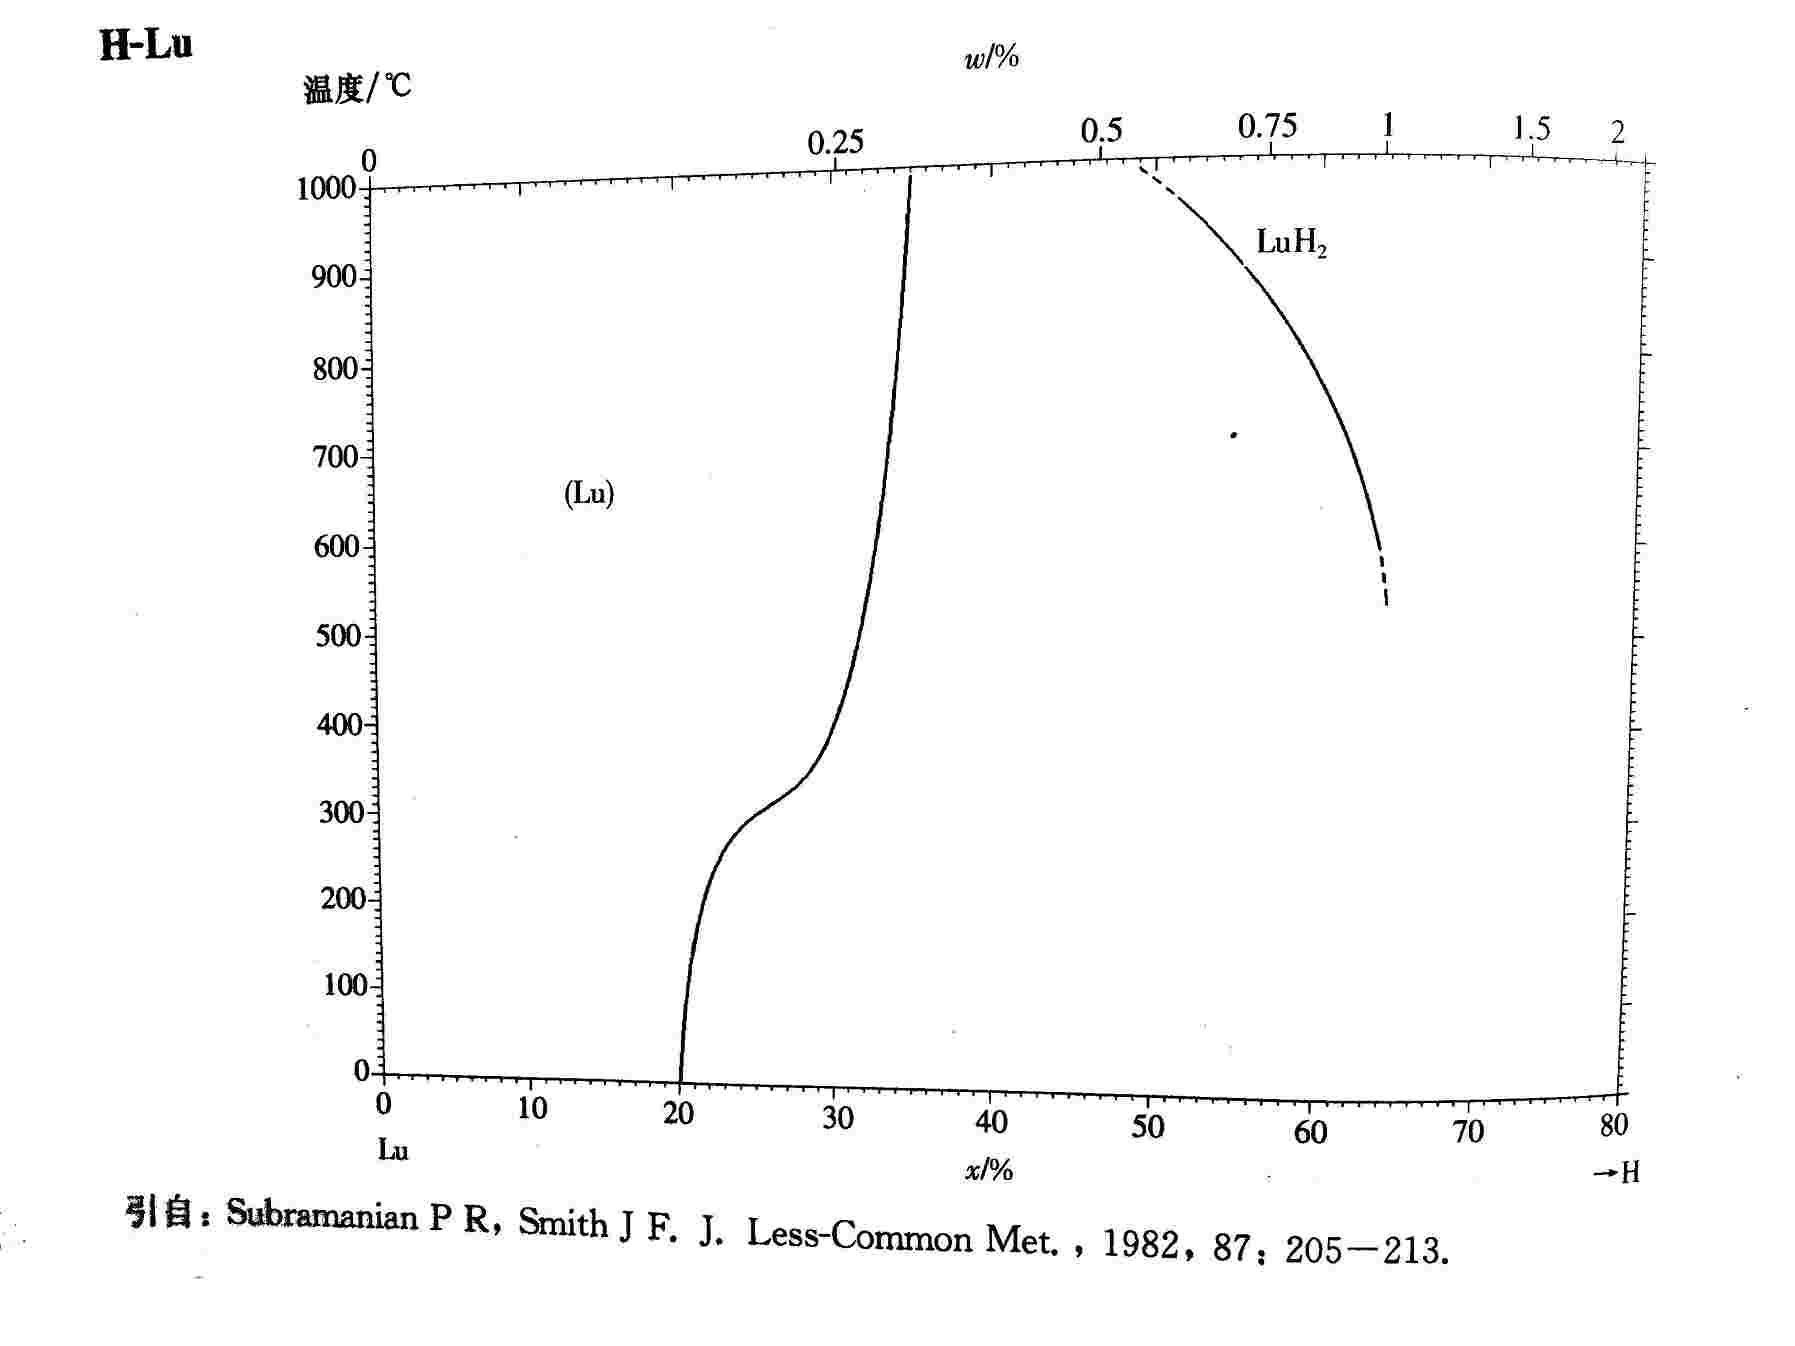 H-Lu
w/%
温度/℃
0 0.25 0.5 0.75 1 1.5 2
1000
900
LuH₂
800
700
(Lu)
600
500
400
300
200
100
0
0 10 20 30 40 50 60 70 80
Lu x/% →H
引自：Subramanian P R, Smith J F. J. Less-Common Met., 1982, 87: 205—213.